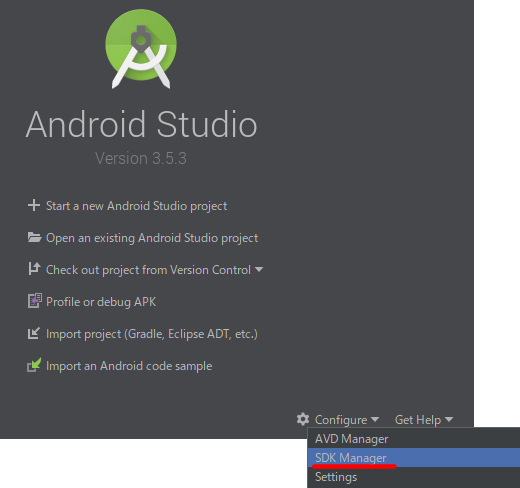 Android Studio
Version 3.5.3
Start a new Android Studio project
Open an existing Android Studio project
Check out project from Version Control
Profile or debug APK
Import project (Gradle, Eclipse ADT, etc.)
Import an Android code sample
Configure Get Help
AVD Manager
SDK Manager
Settings